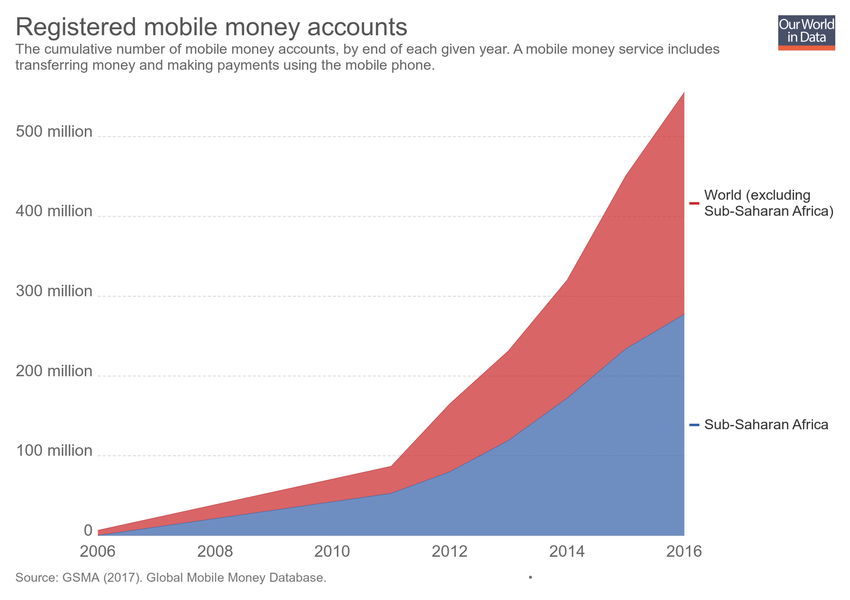 Registered mobile money accounts
Our World
in Data
The cumulative number of mobile money accounts, by end of each given year. A mobile money service includes
transferring money and making payments using the mobile phone.
500 million
400 million
300 million
200 million
100 million
0
World (excluding
Sub-Saharan Africa)
Sub-Saharan Africa
2006 2008 2010 2012 2014 2016
Source: GSMA (2017). Global Mobile Money Database.